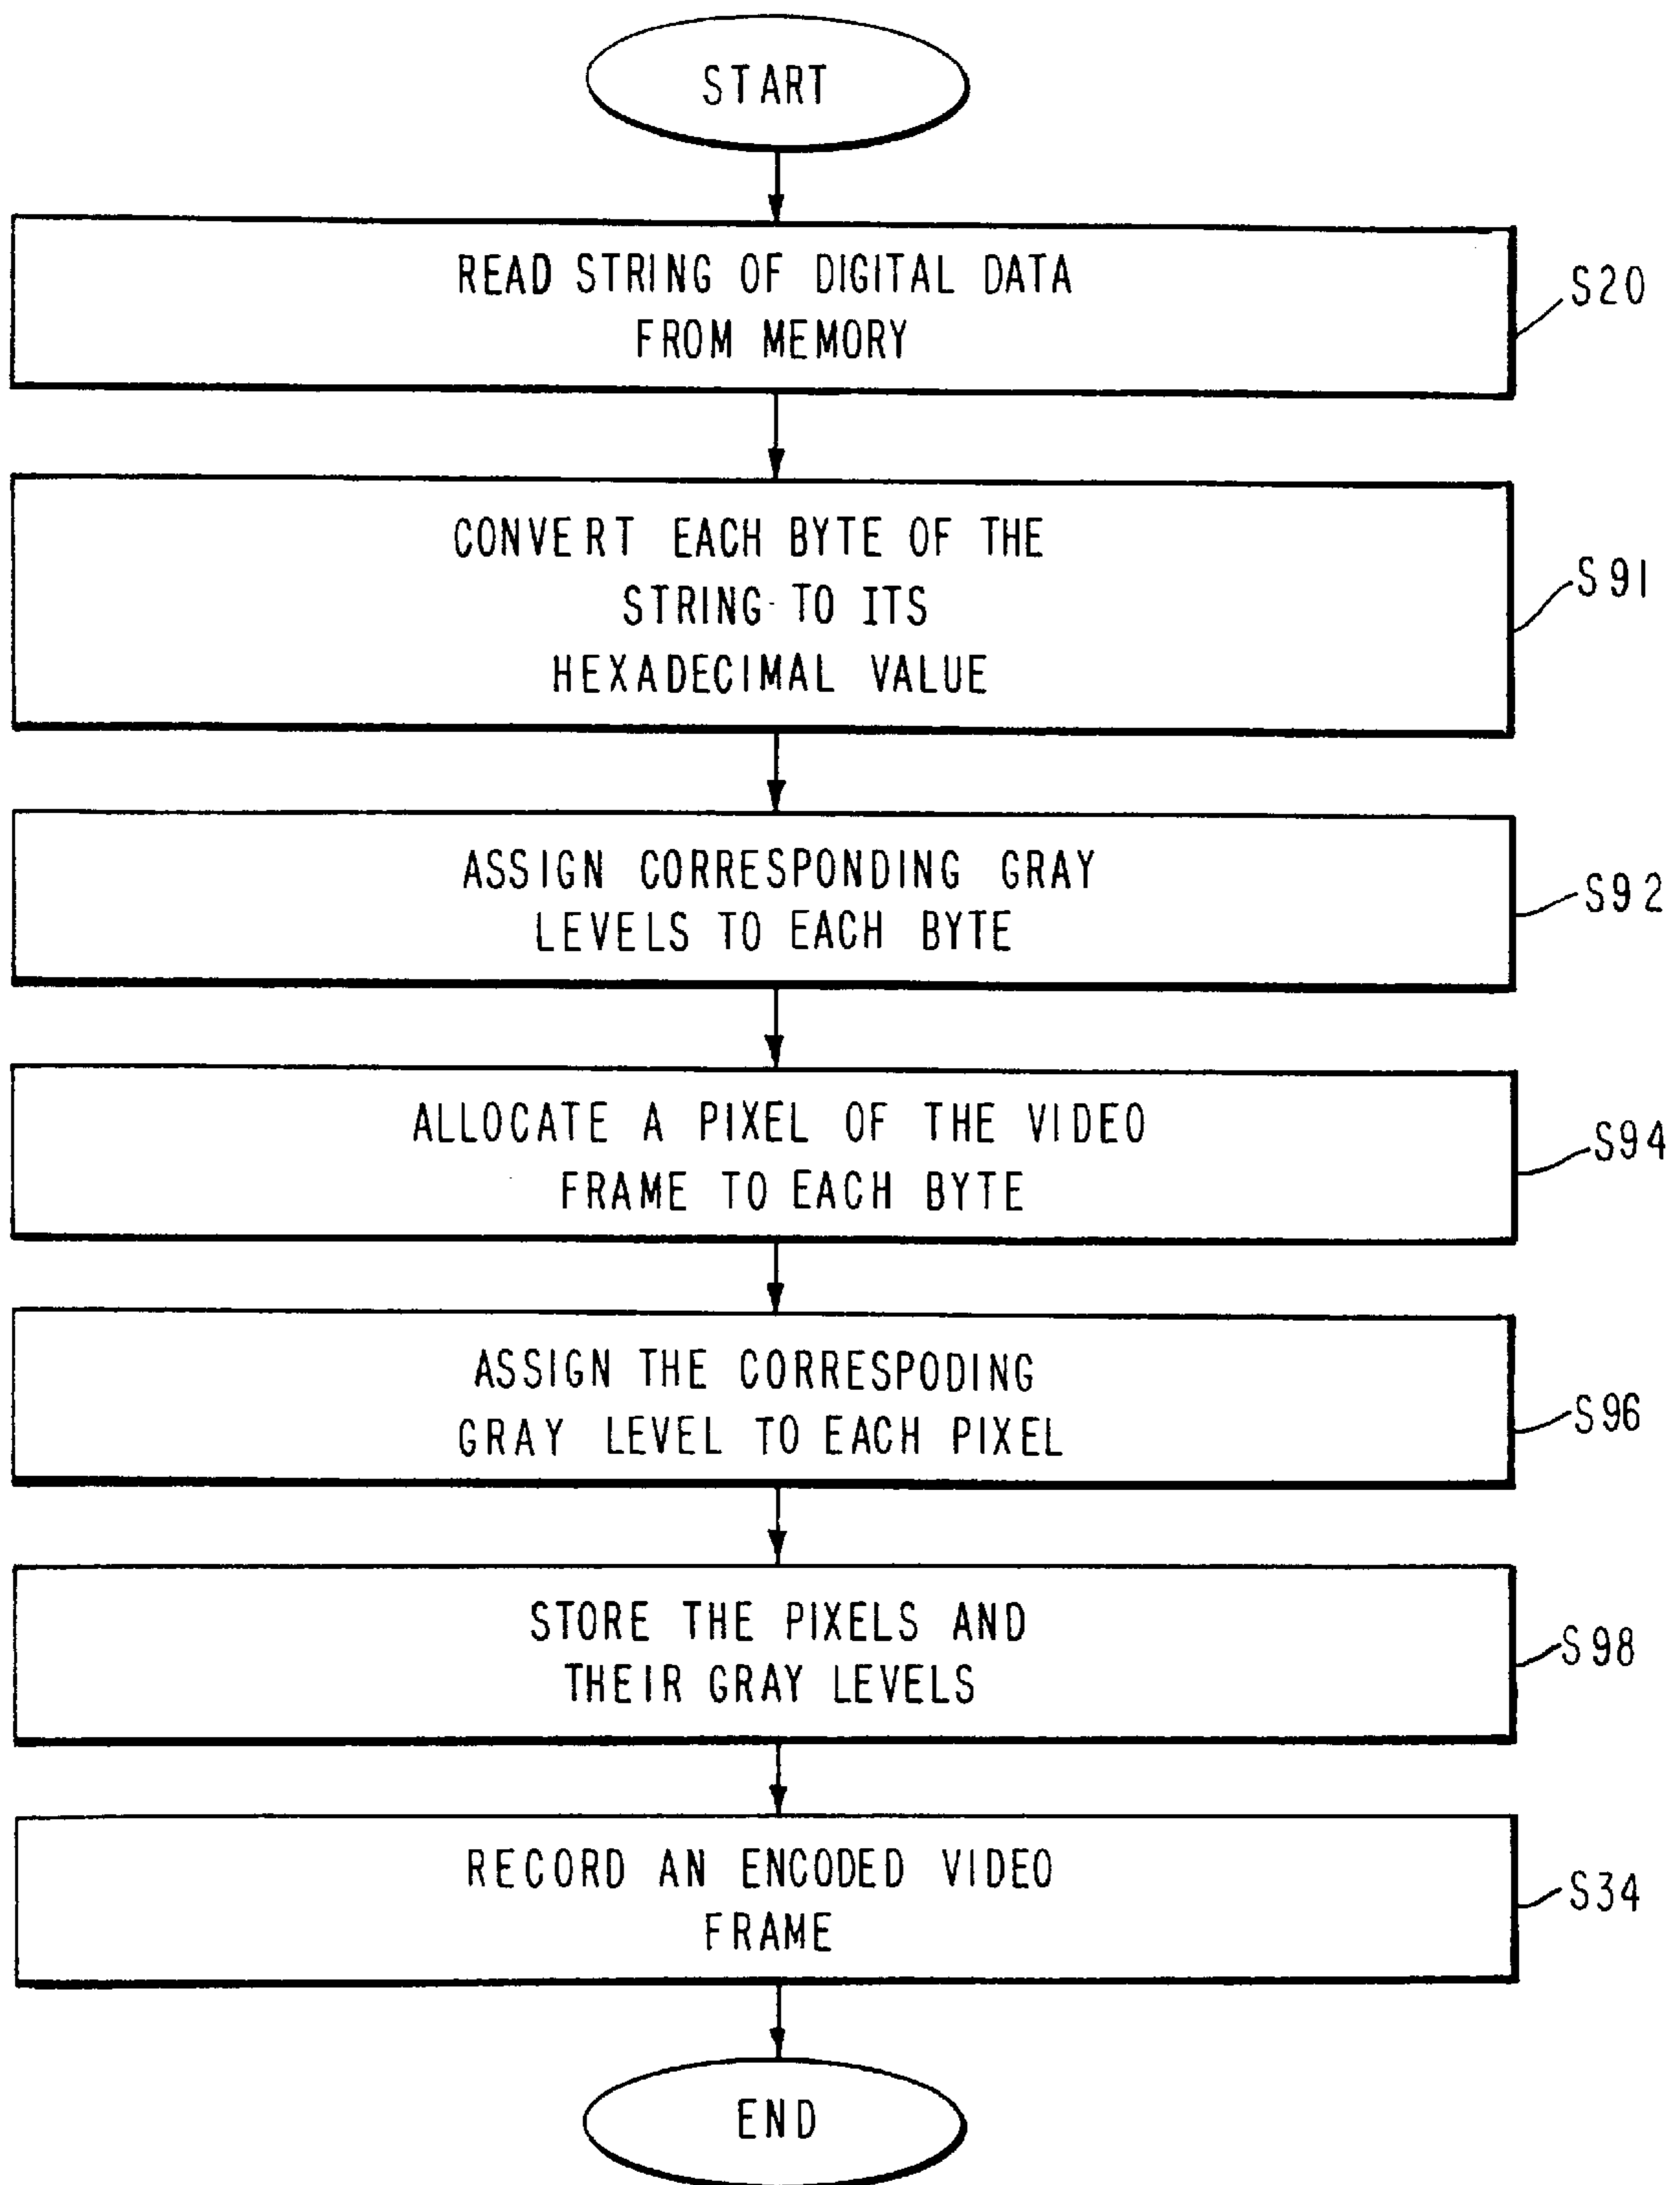 START
READ STRING OF DIGITAL DATA
FROM MEMORY
S20
CONVERT EACH BYTE OF THE
STRING TO ITS
HEXADECIMAL VALUE
S91
ASSIGN CORRESPONDING GRAY
LEVELS TO EACH BYTE
S92
ALLOCATE A PIXEL OF THE VIDEO
FRAME TO EACH BYTE
S94
ASSIGN THE CORRESPODING
GRAY LEVEL TO EACH PIXEL
S96
STORE THE PIXELS AND
THEIR GRAY LEVELS
S98
RECORD AN ENCODED VIDEO
FRAME
S34
END